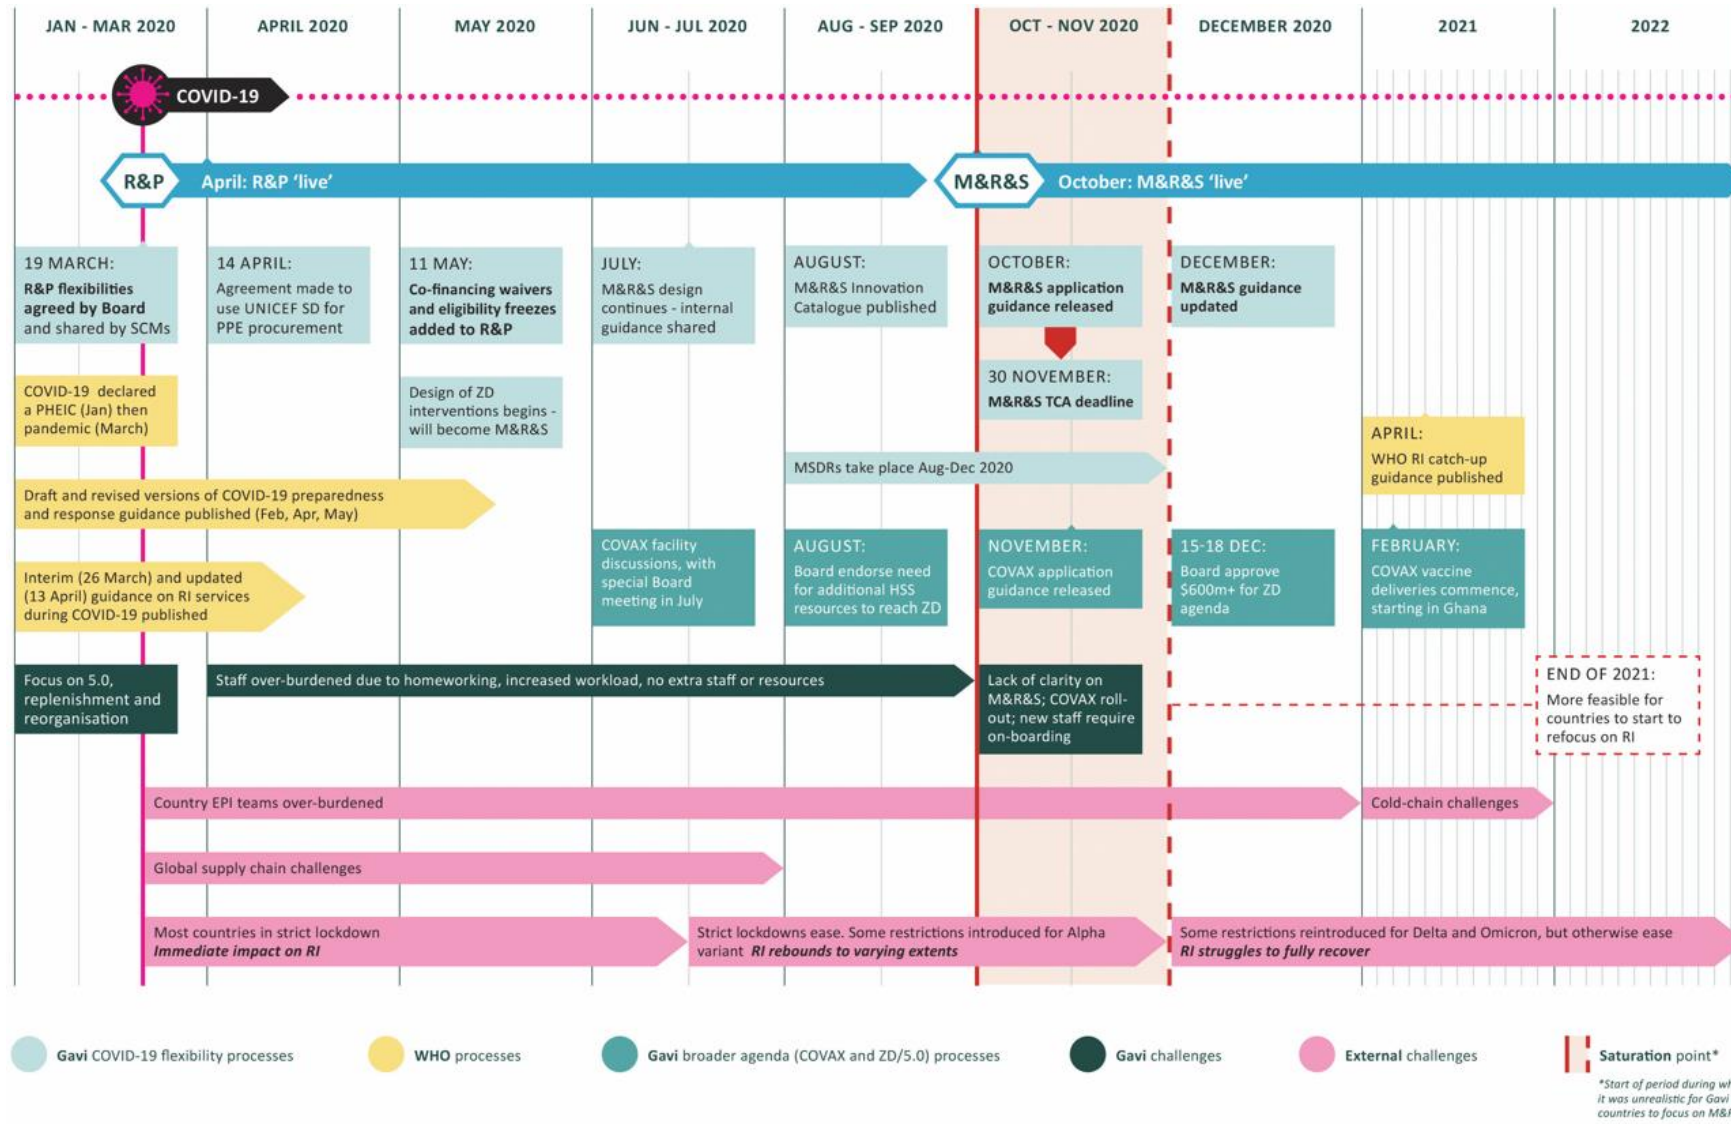 JAN - MAR 2020
APRIL 2020
MAY 2020
JUN - JUL 2020
AUG - SEP 2020
OCT - NOV 2020
DECEMBER 2020
2021
2022
COVID-19
R&P
April: R&P ‘live’
M&R&S
October: M&R&S ‘live’
19 MARCH:
R&P flexibilities
agreed by Board
and shared by SCMs
14 APRIL:
Agreement made to
use UNICEF SD for
PPE procurement
11 MAY:
Co-financing waivers
and eligibility freezes
added to R&P
JULY:
M&R&S design
continues - internal
guidance shared
AUGUST:
M&R&S Innovation
Catalogue published
OCTOBER:
M&R&S application
guidance released
DECEMBER:
M&R&S guidance
updated
30 NOVEMBER:
M&R&S TCA deadline
COVID-19 declared
a PHEIC (Jan) then
pandemic (March)
Design of ZD
interventions begins -
will become M&R&S
APRIL:
WHO RI catch-up
guidance published
MSDRs take place Aug-Dec 2020
Draft and revised versions of COVID-19 preparedness
and response guidance published (Feb, Apr, May)
Interim (26 March) and updated
(13 April) guidance on RI services
during COVID-19 published
COVAX facility
discussions, with
special Board
meeting in July
AUGUST:
Board endorse need
for additional HSS
resources to reach ZD
NOVEMBER:
COVAX application
guidance released
15-18 DEC:
Board approve
$600m+ for ZD
agenda
FEBRUARY:
COVAX vaccine
deliveries commence,
starting in Ghana
Focus on 5.0,
replenishment and
reorganisation
Staff over-burdened due to homeworking, increased workload, no extra staff or resources
Lack of clarity on
M&R&S; COVAX roll-
out; new staff require
on-boarding
END OF 2021:
More feasible for
countries to start to
refocus on RI
Country EPI teams over-burdened
Cold-chain challenges
Global supply chain challenges
Most countries in strict lockdown
Immediate impact on RI
Strict lockdowns ease. Some restrictions introduced for Alpha
variant RI rebounds to varying extents
Some restrictions reintroduced for Delta and Omicron, but otherwise ease
RI struggles to fully recover
Gavi COVID-19 flexibility processes
WHO processes
Gavi broader agenda (COVAX and ZD/5.0) processes
Gavi challenges
External challenges
Saturation point*
*Start of period during
it was unrealistic for Gavi
countries to focus on